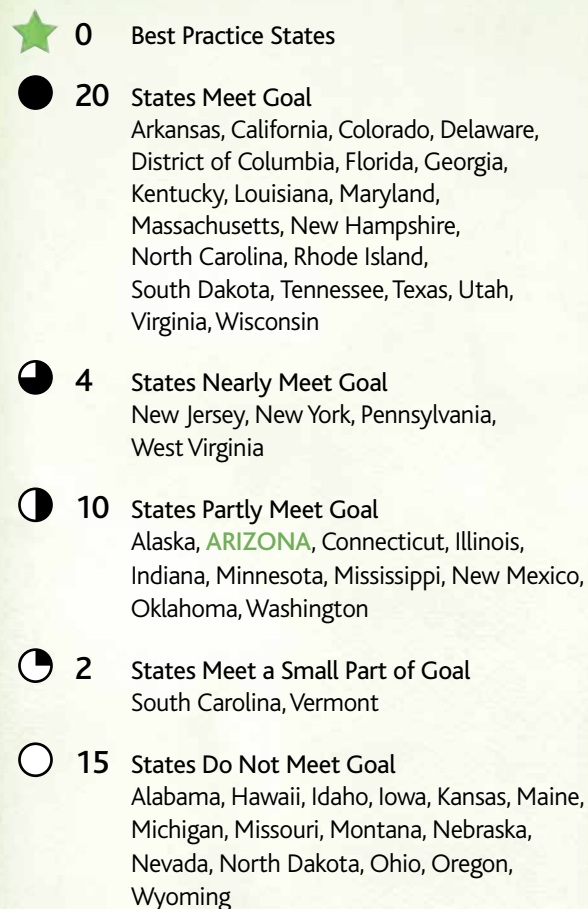 0 Best Practice States
20 States Meet Goal
Arkansas, California, Colorado, Delaware,
District of Columbia, Florida, Georgia,
Kentucky, Louisiana, Maryland,
Massachusetts, New Hampshire,
North Carolina, Rhode Island,
South Dakota, Tennessee, Texas, Utah,
Virginia, Wisconsin
4 States Nearly Meet Goal
New Jersey, New York, Pennsylvania,
West Virginia
10 States Partly Meet Goal
Alaska, ARIZONA, Connecticut, Illinois,
Indiana, Minnesota, Mississippi, New Mexico,
Oklahoma, Washington
2 States Meet a Small Part of Goal
South Carolina, Vermont
15 States Do Not Meet Goal
Alabama, Hawaii, Idaho, Iowa, Kansas, Maine,
Michigan, Missouri, Montana, Nebraska,
Nevada, North Dakota, Ohio, Oregon,
Wyoming